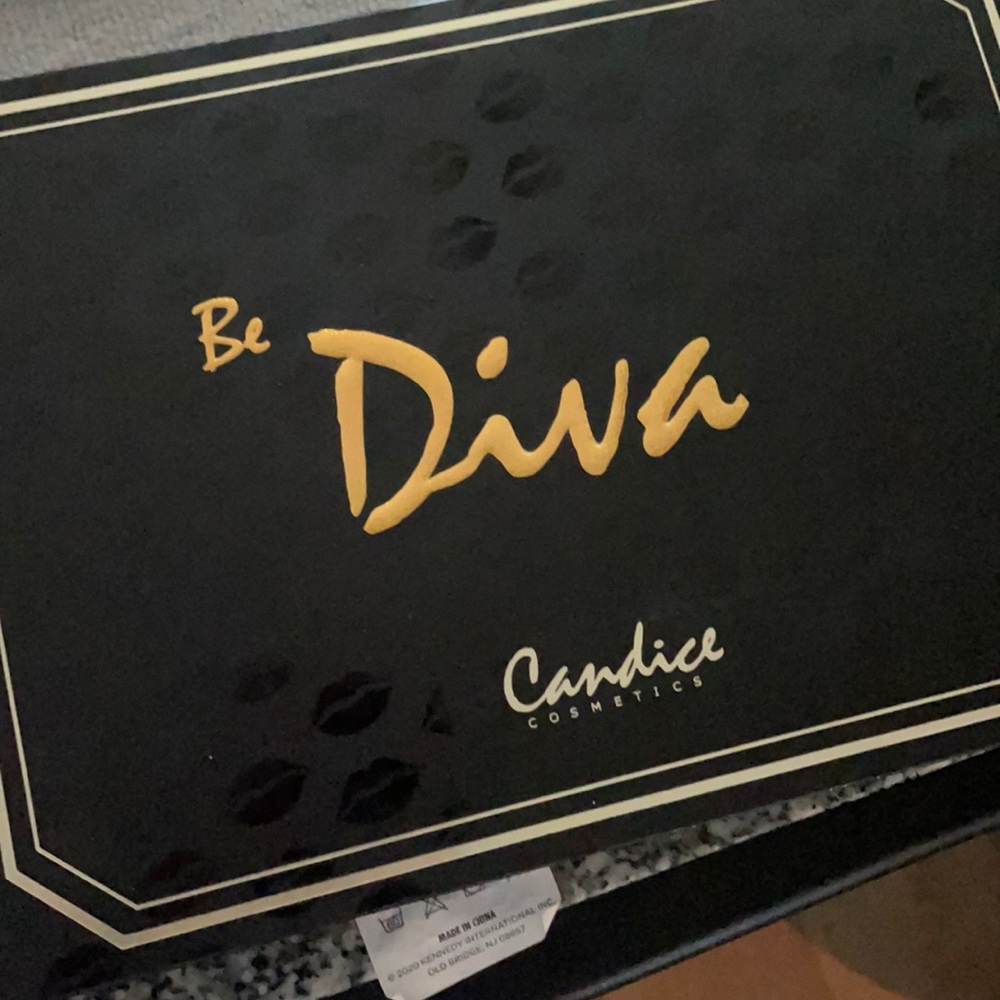 Be
Diva
Candice
COSMETICS
MADE IN CHINA
© 2020 KENNEDY INTERNATIONAL INC.
OLD BRIDGE, NJ 08857